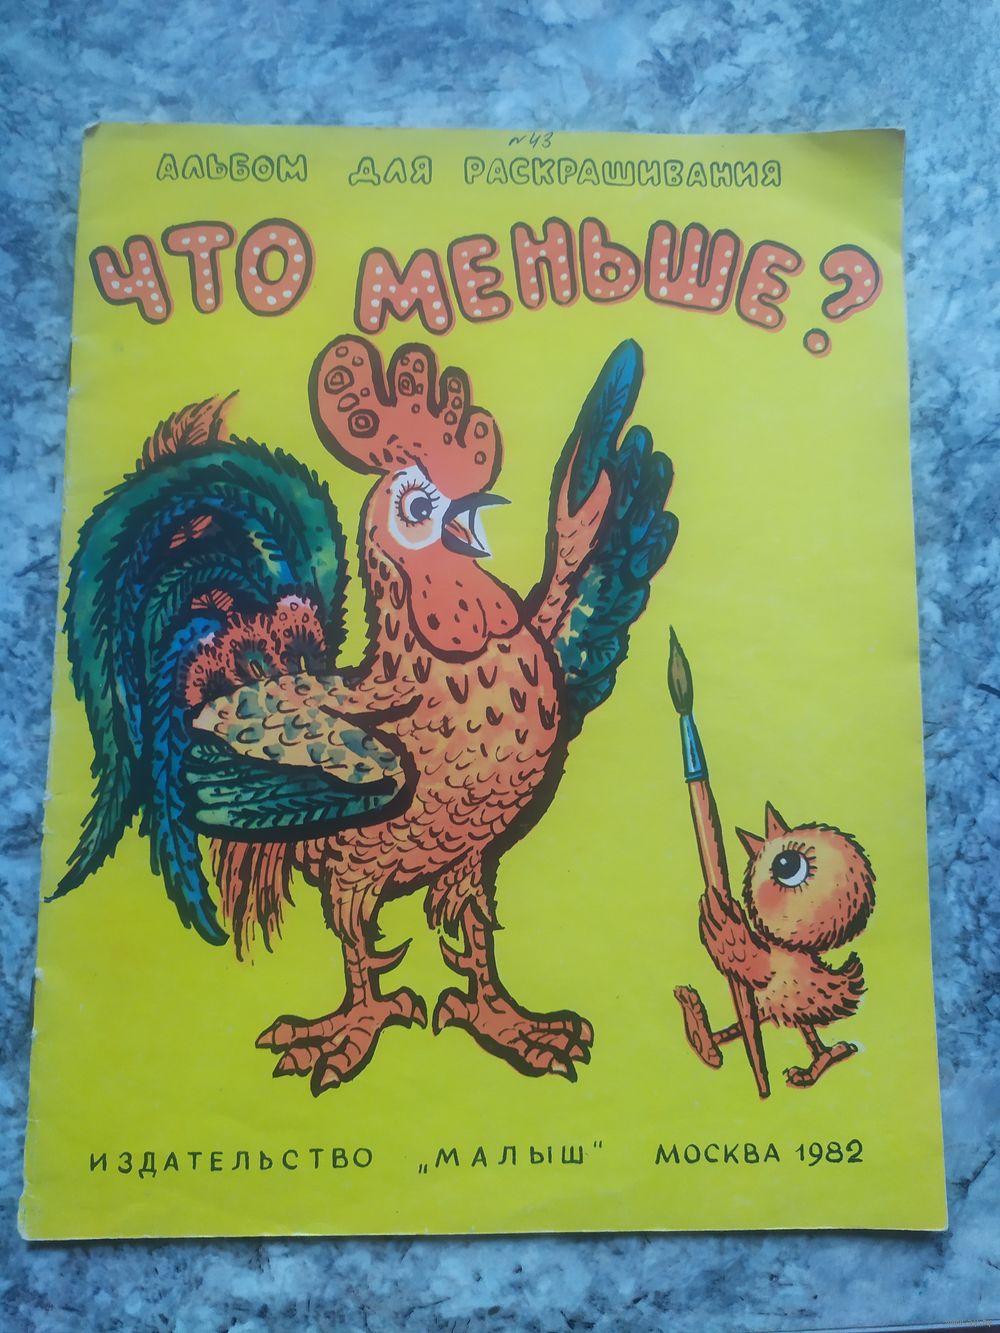 №43
АЛЬБОМ ДЛЯ РАСКРАШИВАНИЯ
ЧТО МЕНЬШЕ?
ИЗДАТЕЛЬСТВО „МАЛЫШ“ МОСКВА 1982